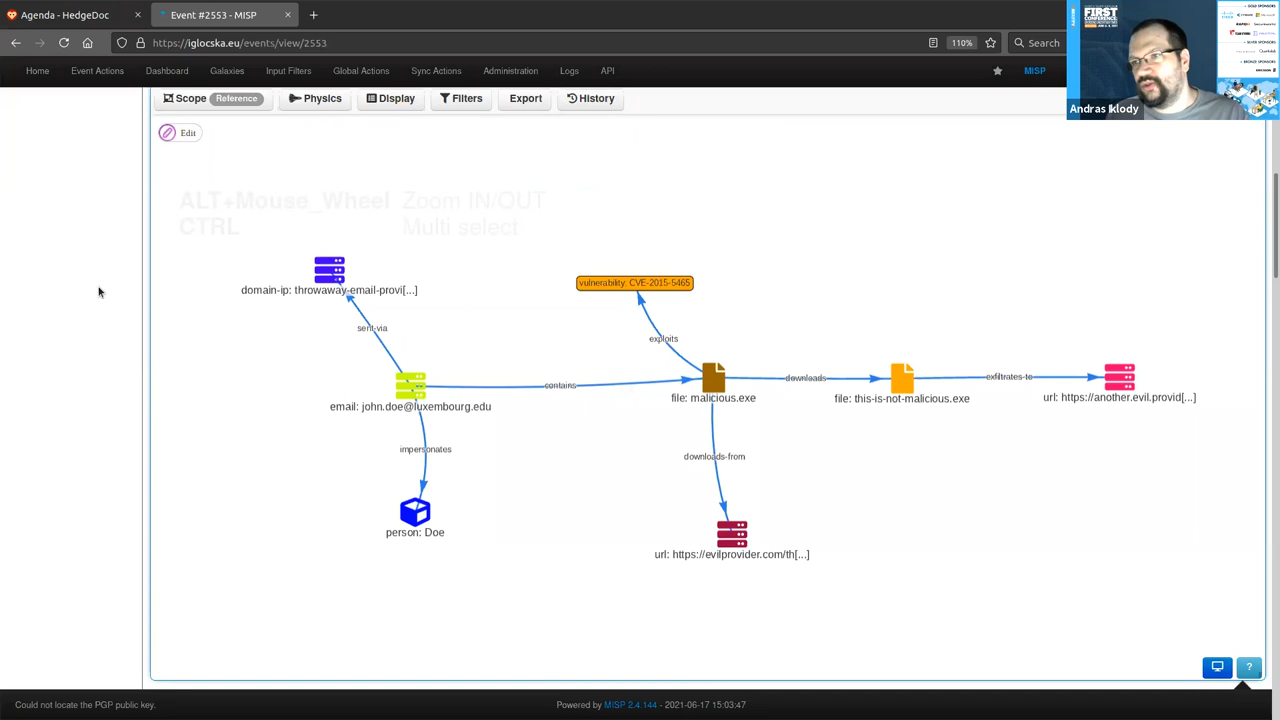 Agenda - HedgeDoc
Event #2553 - MISP
https://iglocska.eu/events/view/2553
110%
Search
Home
Event Actions
Dashboard
Galaxies
Input Filters
Global Actions
Sync Actions
Administration
Logs
API
MISP
FIRST
CONFERENCE
Andras Iklody
Scope Reference
Physics
Display
Filters
Export
History
Edit
ALT+Mouse_Wheel Zoom IN/OUT
CTRL Multi select
domain-ip: throwaway-email-provi[...]
vulnerability: CVE-2015-5465
sent-via
exploits
contains
downloads
exfiltrates-to
email: john.doe@luxembourg.edu
file: malicious.exe
file: this-is-not-malicious.exe
url: https://another.evil.provid[...]
impersonates
downloads-from
person: Doe
url: https://evilprovider.com/th[...]
?
Could not locate the PGP public key.
Powered by MISP 2.4.144 - 2021-06-17 15:03:47